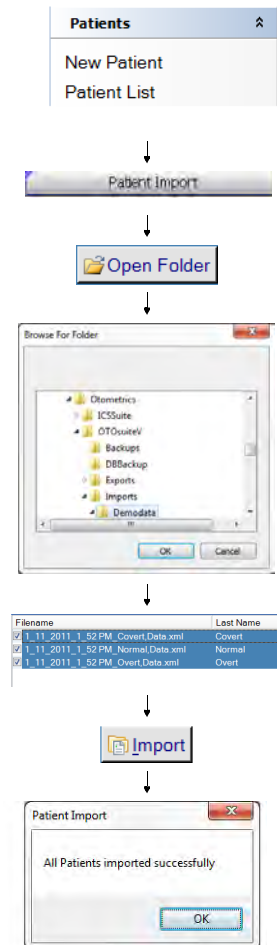 Patients
New Patient
Patient List
Patient Import
Open Folder
Browse For Folder
Otometrics
ICSSuite
OTOsuiteV
Backups
DBBackup
Exports
Imports
Demodata
OK Cancel
Filename Last Name
1_11_2011_1_52 PM_Covert,Data.xml Covert
1_11_2011_1_52 PM_Normal,Data.xml Normal
1_11_2011_1_52 PM_Overt,Data.xml Overt
Import
Patient Import
All Patients imported successfully
OK